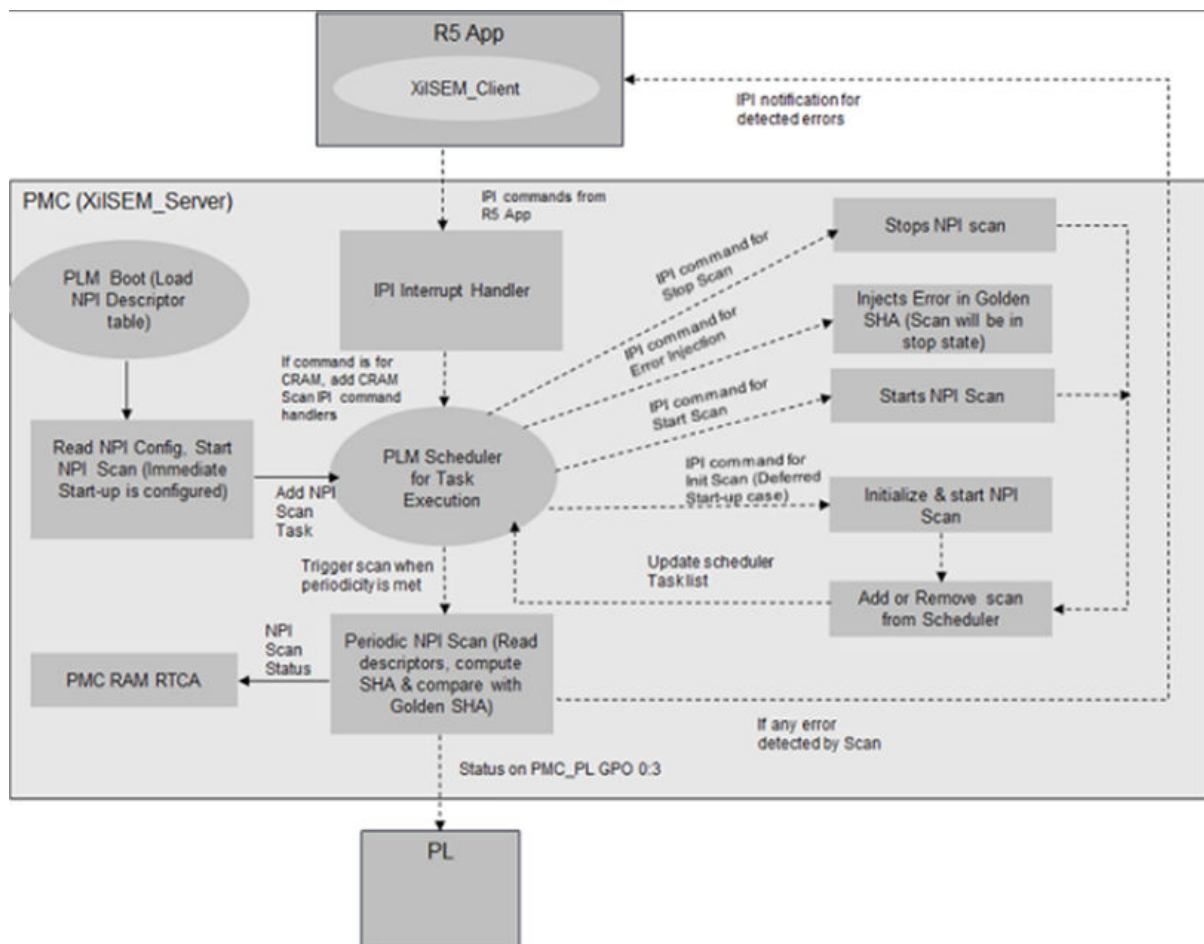 R5 App
XilSEM_Client
IPI notification for
detected errors
PMC (XilSEM_Server)
IPI commands from
R5 App
PLM Boot (Load
NPI Descriptor
table)
IPI Interrupt Handler
IPI command for
Stop Scan
Stops NPI scan
IPI command for
Error Injection
Injects Error in Golden
SHA (Scan will be in
stop state)
If command is for
CRAM, add CRAM
Scan IPI command
handlers
IPI command for
Start Scan
Starts NPI Scan
Read NPI Config, Start
NPI Scan (Immediate
Start-up is configured)
Add NPI
Scan
Task
PLM Scheduler
for Task
Execution
IPI command for
Init Scan (Deferred
Start-up case)
Initialize & start NPI
Scan
Trigger scan when
periodicity is met
Update scheduler
Task list
Add or Remove scan
from Scheduler
NPI
Scan
Status
PMC RAM RTCA
Periodic NPI Scan (Read
descriptors, compute
SHA & compare with
Golden SHA)
If any error
detected by Scan
Status on PMC_PL GPO 0:3
PL